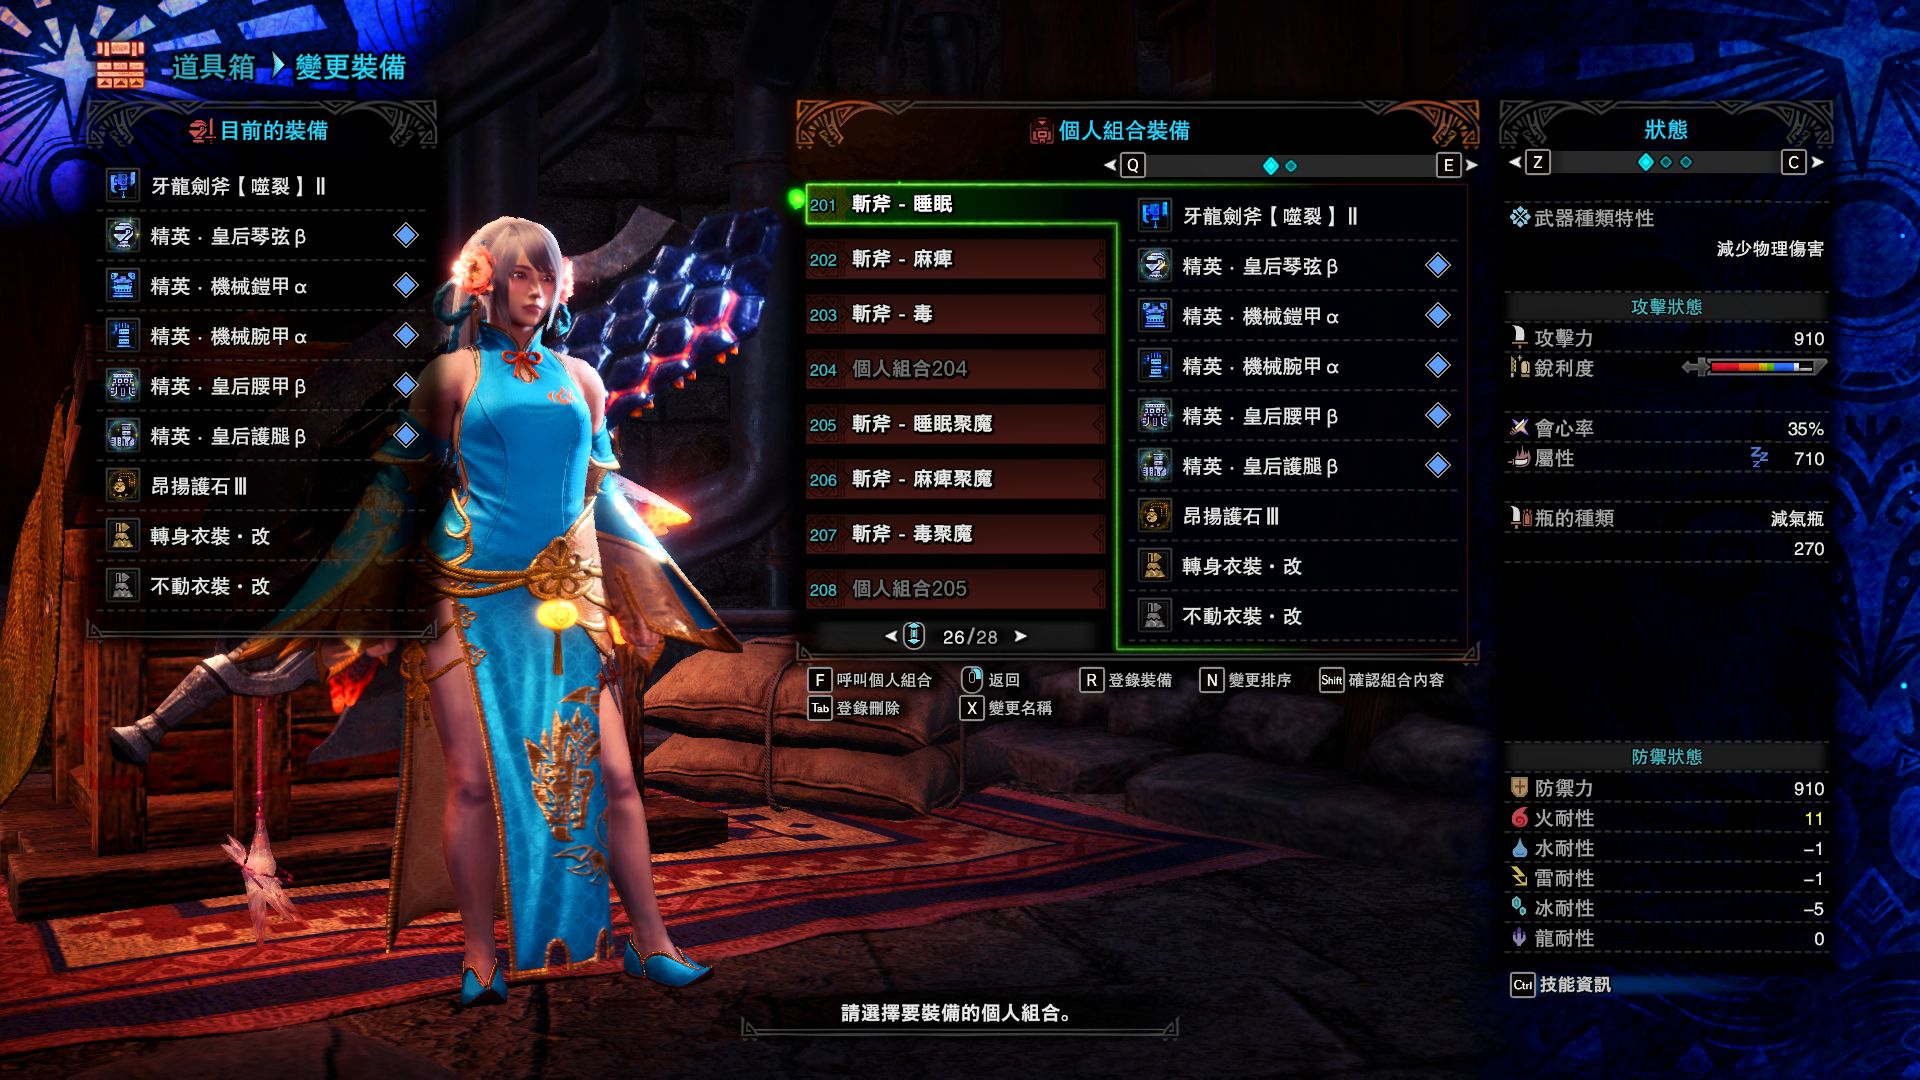 道具箱 變更裝備
目前的裝備
牙龍劍斧【噬裂】Ⅱ
精英．皇后琴弦β
精英．機械鎧甲α
精英．機械腕甲α
精英．皇后腰甲β
精英．皇后護腿β
昂揚護石Ⅲ
轉身衣裝・改
不動衣裝・改
個人組合裝備
Q E
201 斬斧 - 睡眠
202 斬斧 - 麻痺
203 斬斧 - 毒
204 個人組合204
205 斬斧 - 睡眠聚魔
206 斬斧 - 麻痺聚魔
207 斬斧 - 毒聚魔
208 個人組合205
26/28
牙龍劍斧【噬裂】Ⅱ
精英．皇后琴弦β
精英．機械鎧甲α
精英．機械腕甲α
精英．皇后腰甲β
精英．皇后護腿β
昂揚護石Ⅲ
轉身衣裝・改
不動衣裝・改
F 呼叫個人組合 返回 R 登錄裝備 N 變更排序 Shift 確認組合內容
Tab 登錄刪除 X 變更名稱
狀態
Z C
武器種類特性
減少物理傷害
攻擊狀態
攻擊力 910
銳利度
會心率 35%
屬性 710
瓶的種類 減氣瓶
270
防禦狀態
防禦力 910
火耐性 11
水耐性 -1
雷耐性 -1
冰耐性 -5
龍耐性 0
Ctrl 技能資訊
請選擇要裝備的個人組合。